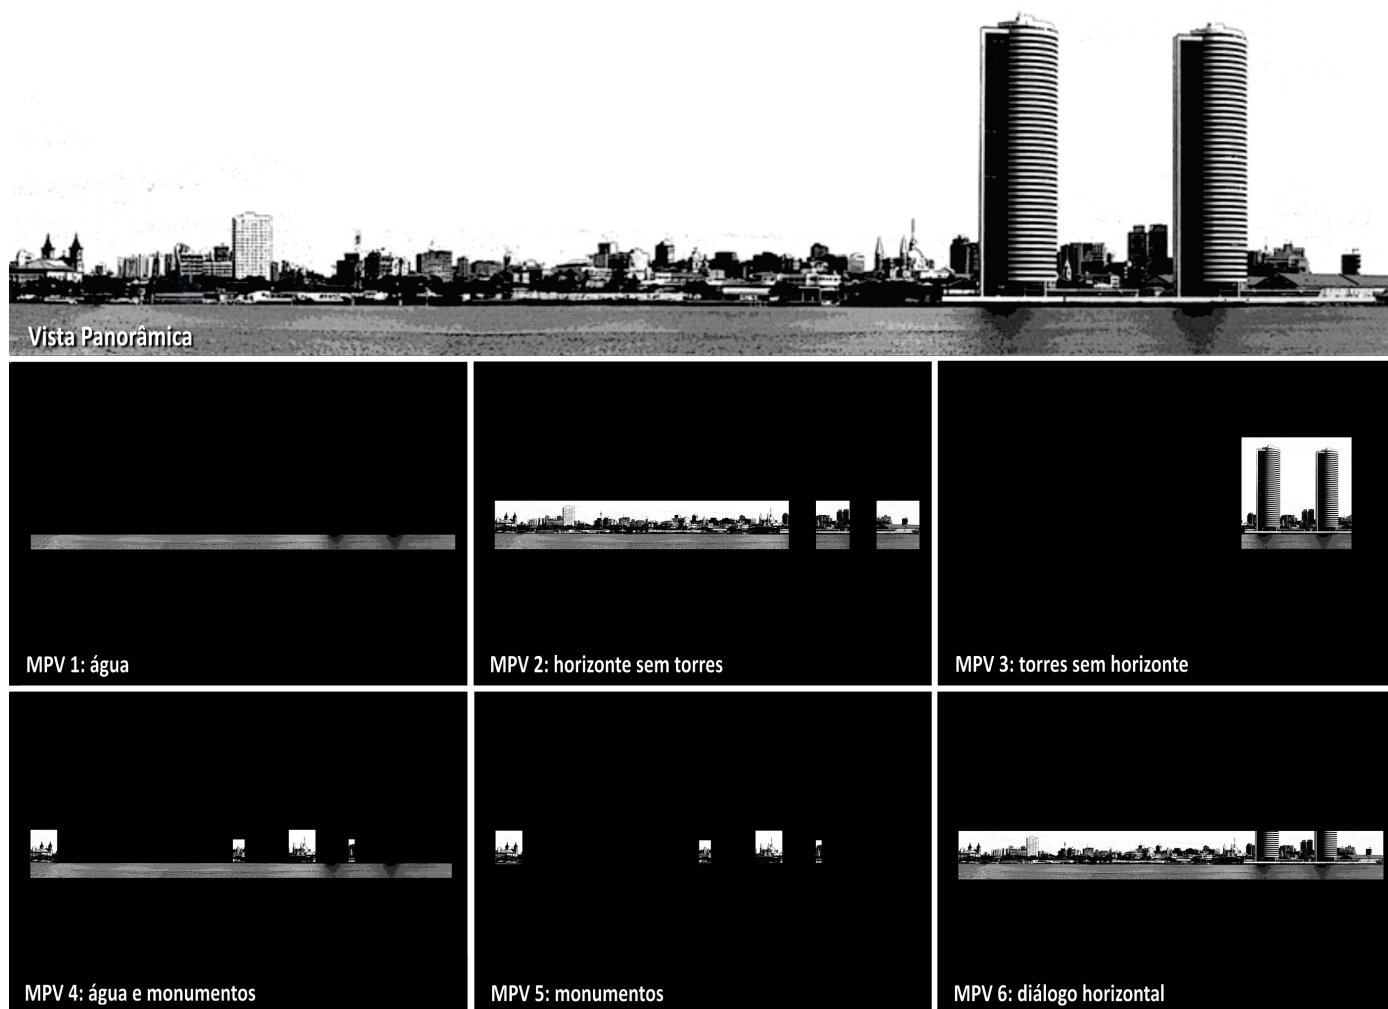 Vista Panorâmica
MPV 1: água
MPV 2: horizonte sem torres
MPV 3: torres sem horizonte
MPV 4: água e monumentos
MPV 5: monumentos
MPV 6: diálogo horizontal